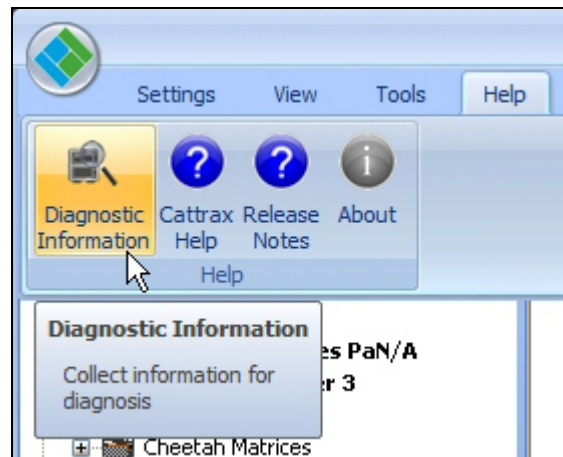 Settings View Tools Help
Diagnostic Information
Cattrax Help
Release Notes
About
Help
Diagnostic Information
Collect information for
diagnosis
es PaN/A
r 3
Cheetah Matrices